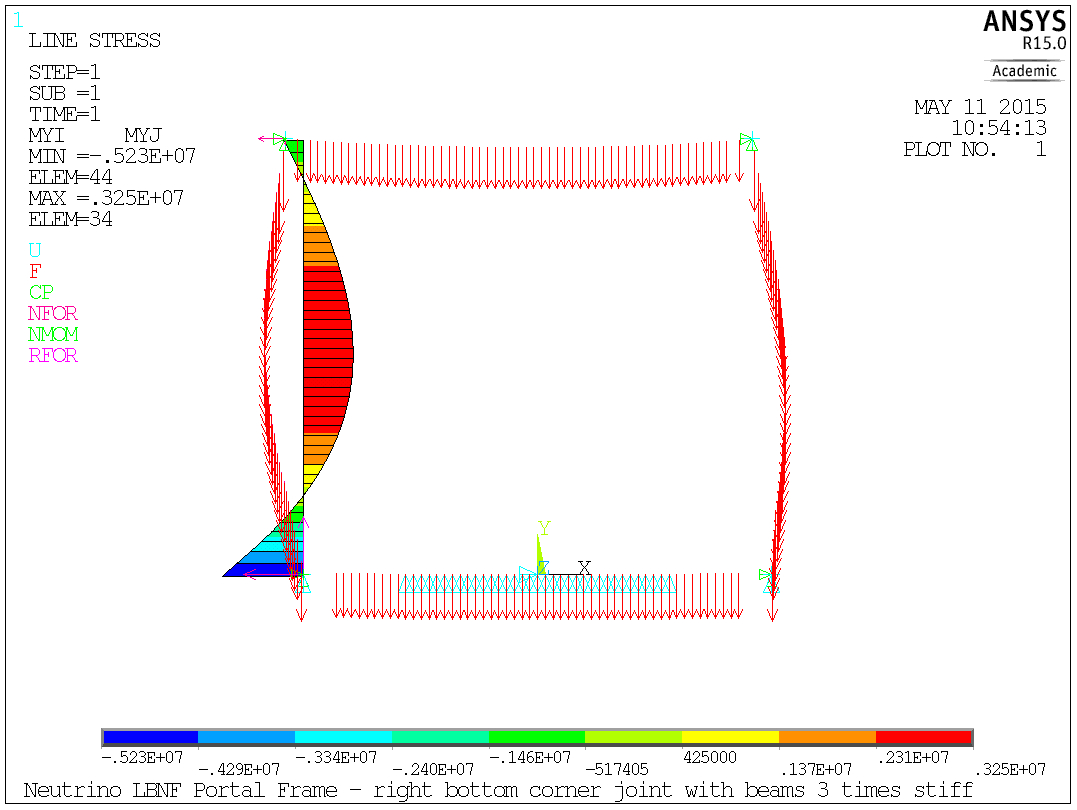 1
ANSYS
R15.0
Academic
LINE STRESS
STEP=1
SUB =1
TIME=1
MYI MYJ
MIN =-.523E+07
ELEM=44
MAX =.325E+07
ELEM=34
U
F
CP
NFOR
NMOM
RFOR
MAY 11 2015
10:54:13
PLOT NO. 1
Y
Z X
-.523E+07 -.334E+07 -.146E+07 425000 .231E+07
-.429E+07 -.240E+07 -517405 .137E+07 .325E+07
Neutrino LBNF Portal Frame - right bottom corner joint with beams 3 times stiff